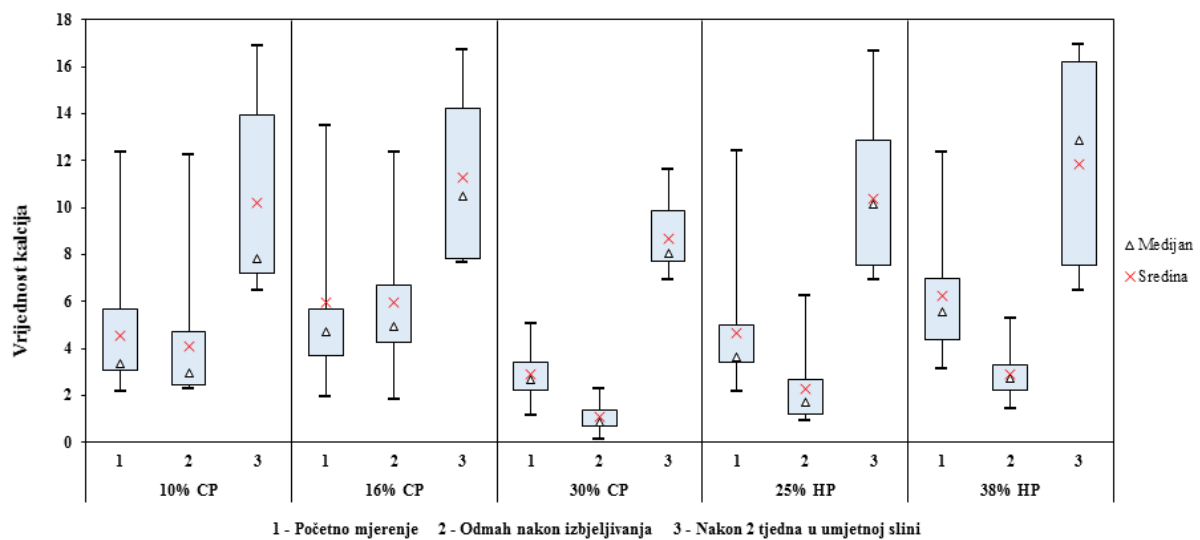 Vrijednost kalcija
18
16
14
12
10
8
6
4
2
0
Medijan
Sredina
1 2 3 1 2 3 1 2 3 1 2 3 1 2 3
10% CP 16% CP 30% CP 25% HP 38% HP
1 - Početno mjerenje 2 - Odmah nakon izbjeljivanja 3 - Nakon 2 tjedna u umjetnoj slini